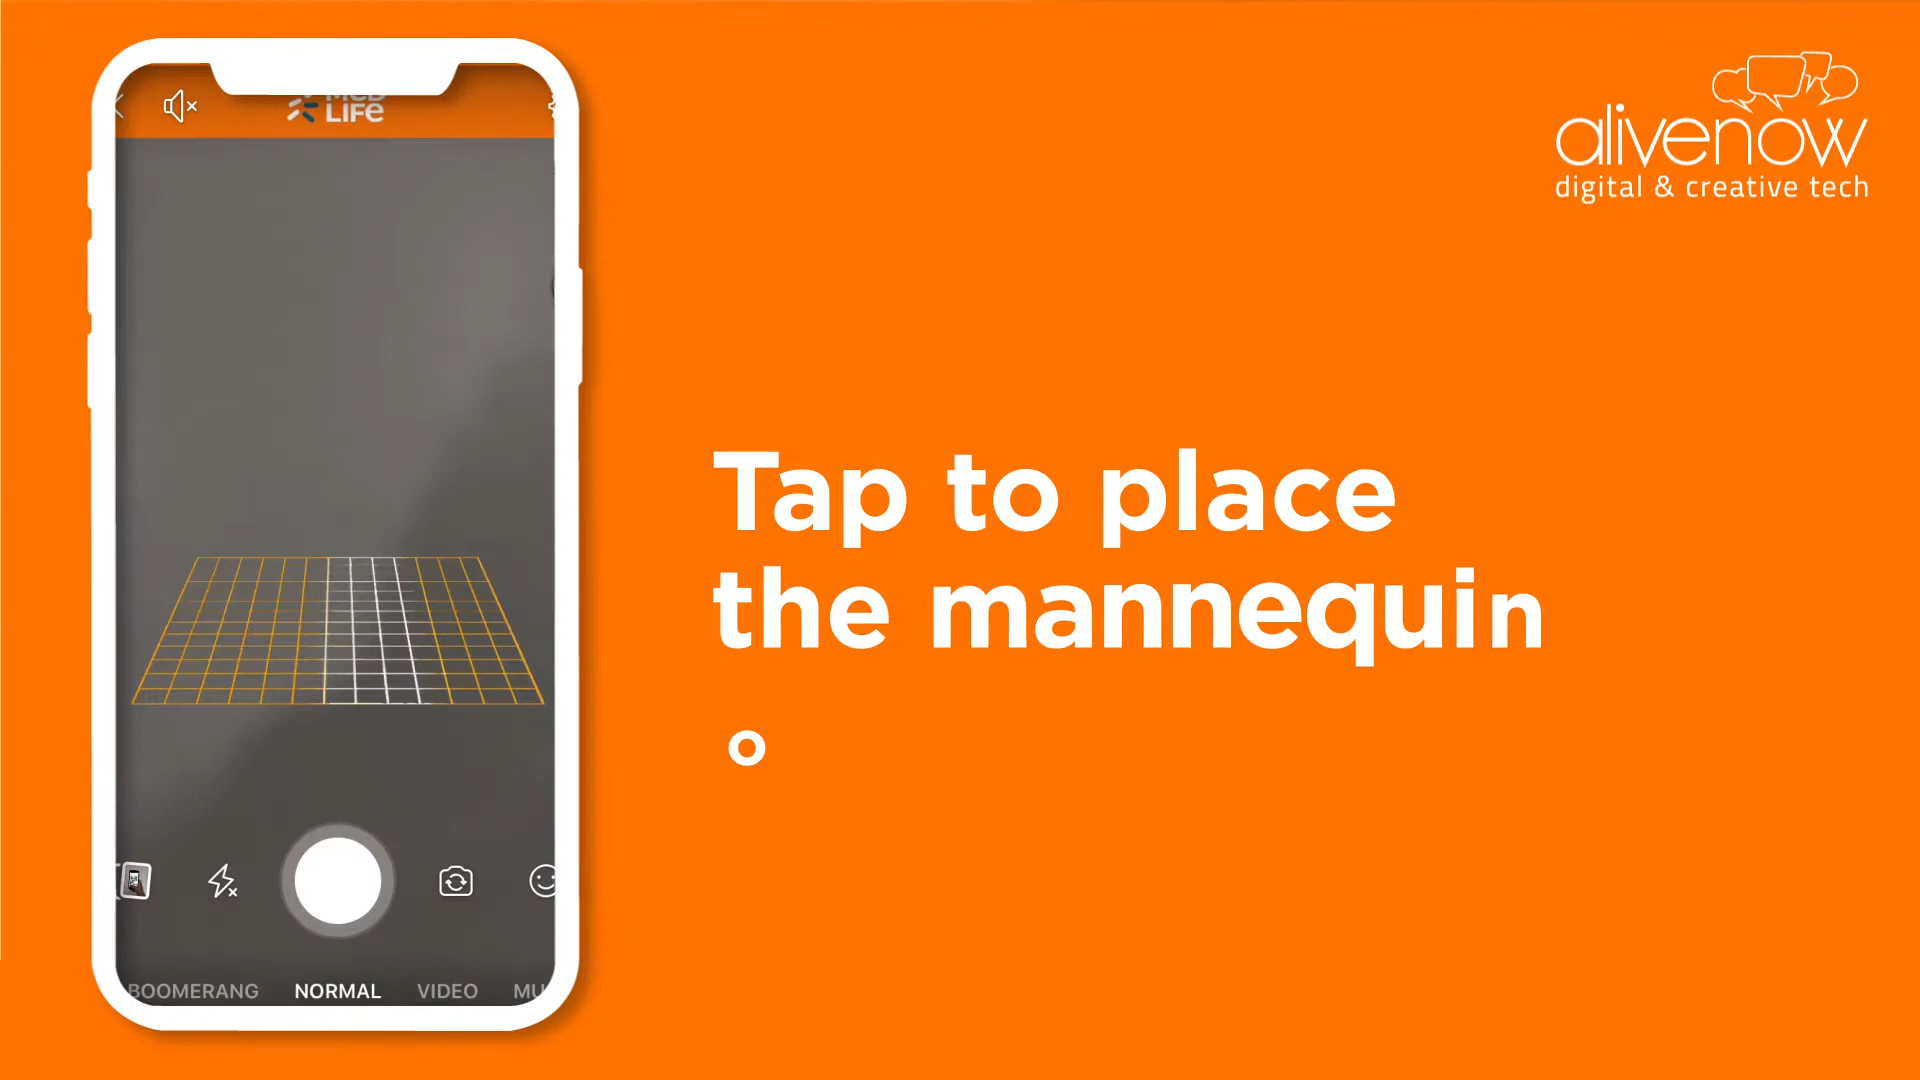 LIFe
BOOMERANG
NORMAL
VIDEO
MU
alivenow
digital & creative tech
Tap to place
the mannequin
o